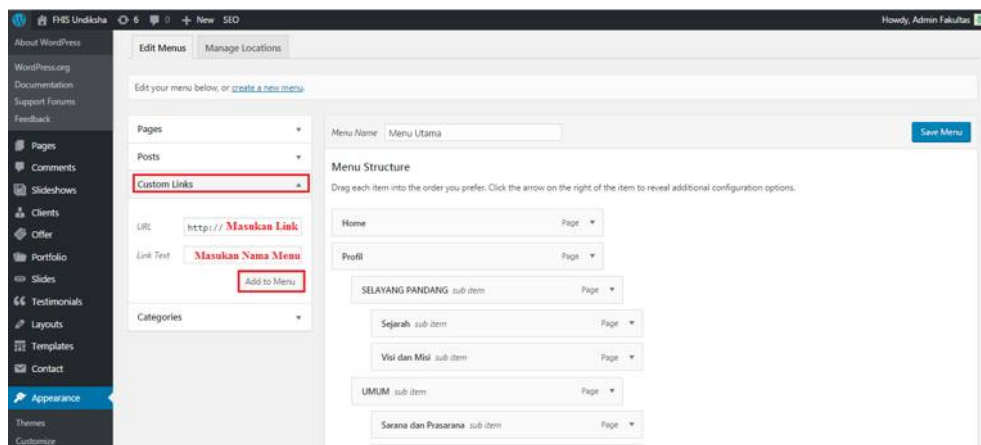 FHIS Undiksha 6 0 + New SEO Howdy, Admin Fakultas
About WordPress
WordPress.org
Documentation
Support Forums
Feedback
Pages
Comments
Slideshows
Clients
Offer
Portfolio
Slides
Testimonials
Layouts
Templates
Contact
Appearance
Themes
Customize
Edit Menus Manage Locations
Edit your menu below, or create a new menu.
Pages
Posts
Custom Links
URL http:// Masukan Link
Link Text Masukan Nama Menu
Add to Menu
Categories
Menu Name Menu Utama Save Menu
Menu Structure
Drag each item into the order you prefer. Click the arrow on the right of the item to reveal additional configuration options.
Home Page
Profil Page
SELAYANG PANDANG sub item Page
Sejarah sub item Page
Visi dan Misi sub item Page
UMUM sub item Page
Sarana dan Prasarana sub item Page